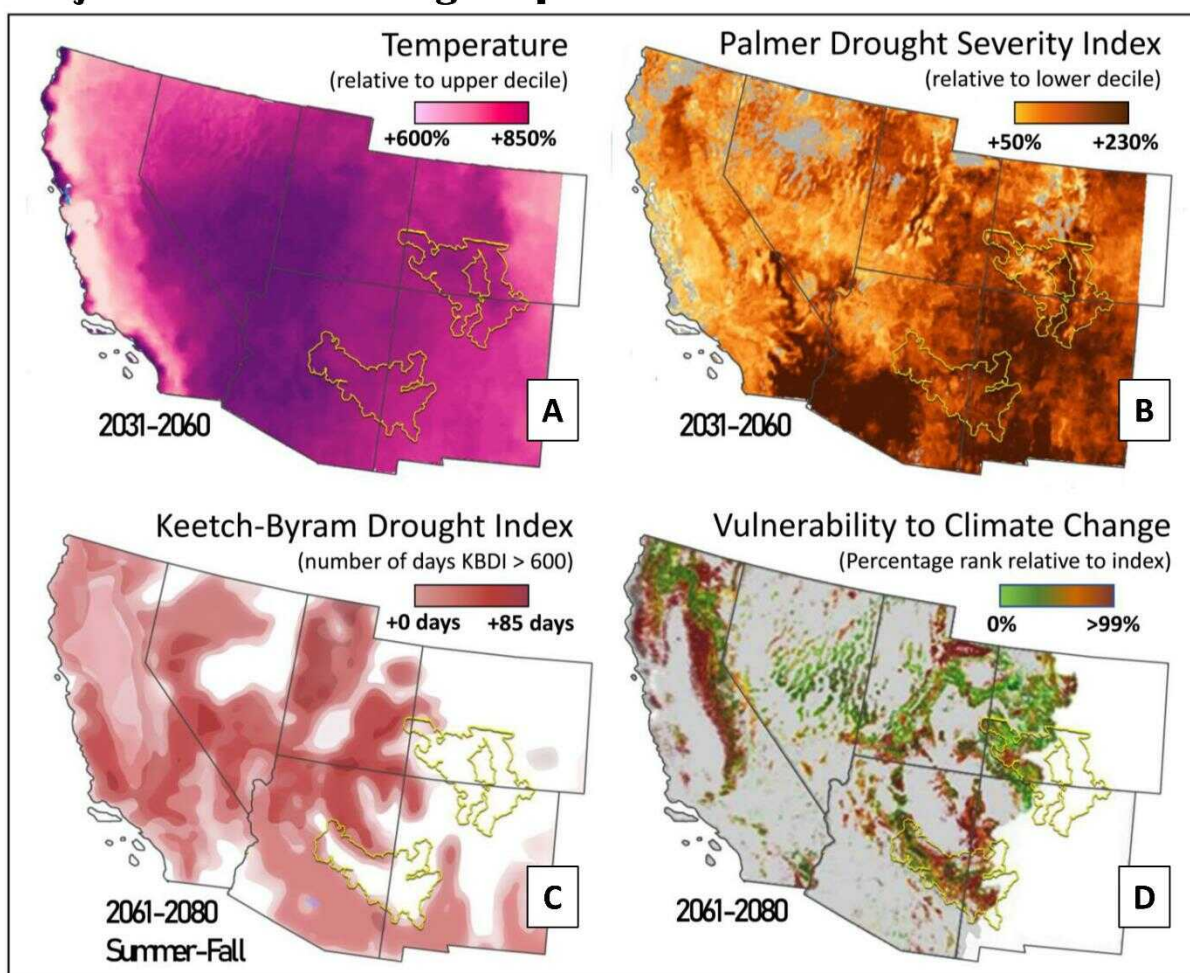 Temperature
(relative to upper decile)
+600% +850%
2031-2060
A
Palmer Drought Severity Index
(relative to lower decile)
+50% +230%
2031-2060
B
Keetch-Byram Drought Index
(number of days KBDI > 600)
+0 days +85 days
2061-2080
Summer-Fall
C
Vulnerability to Climate Change
(Percentage rank relative to index)
0% >99%
2061-2080
D